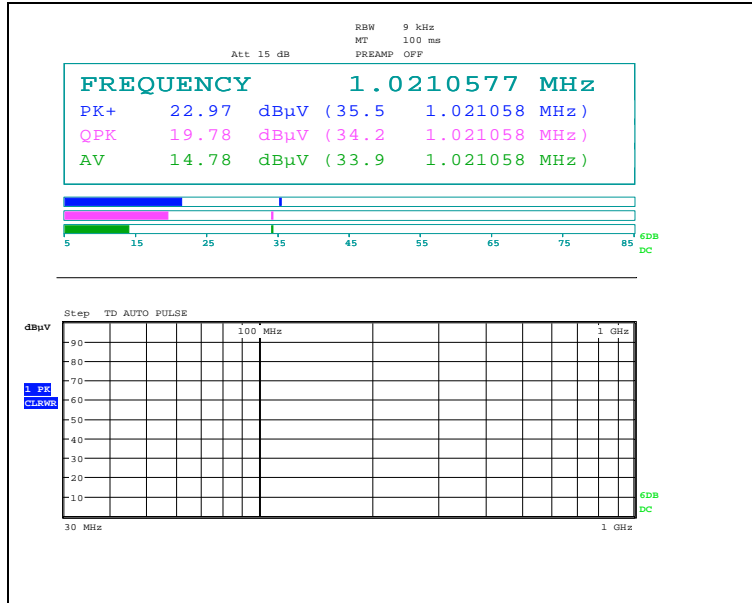 RBW 9 kHz
MT 100 ms
Att 15 dB PREAMP OFF
FREQUENCY 1.0210577 MHz
PK+ 22.97 dBµV (35.5 1.021058 MHz)
QPK 19.78 dBµV (34.2 1.021058 MHz)
AV 14.78 dBµV (33.9 1.021058 MHz)
5 15 25 35 45 55 65 75 85
6DB
DC
Step TD AUTO PULSE
dBµV
100 MHz 1 GHz
90
80
70
1 PK
CLRWR
60
50
40
30
20
10
6DB
DC
30 MHz 1 GHz